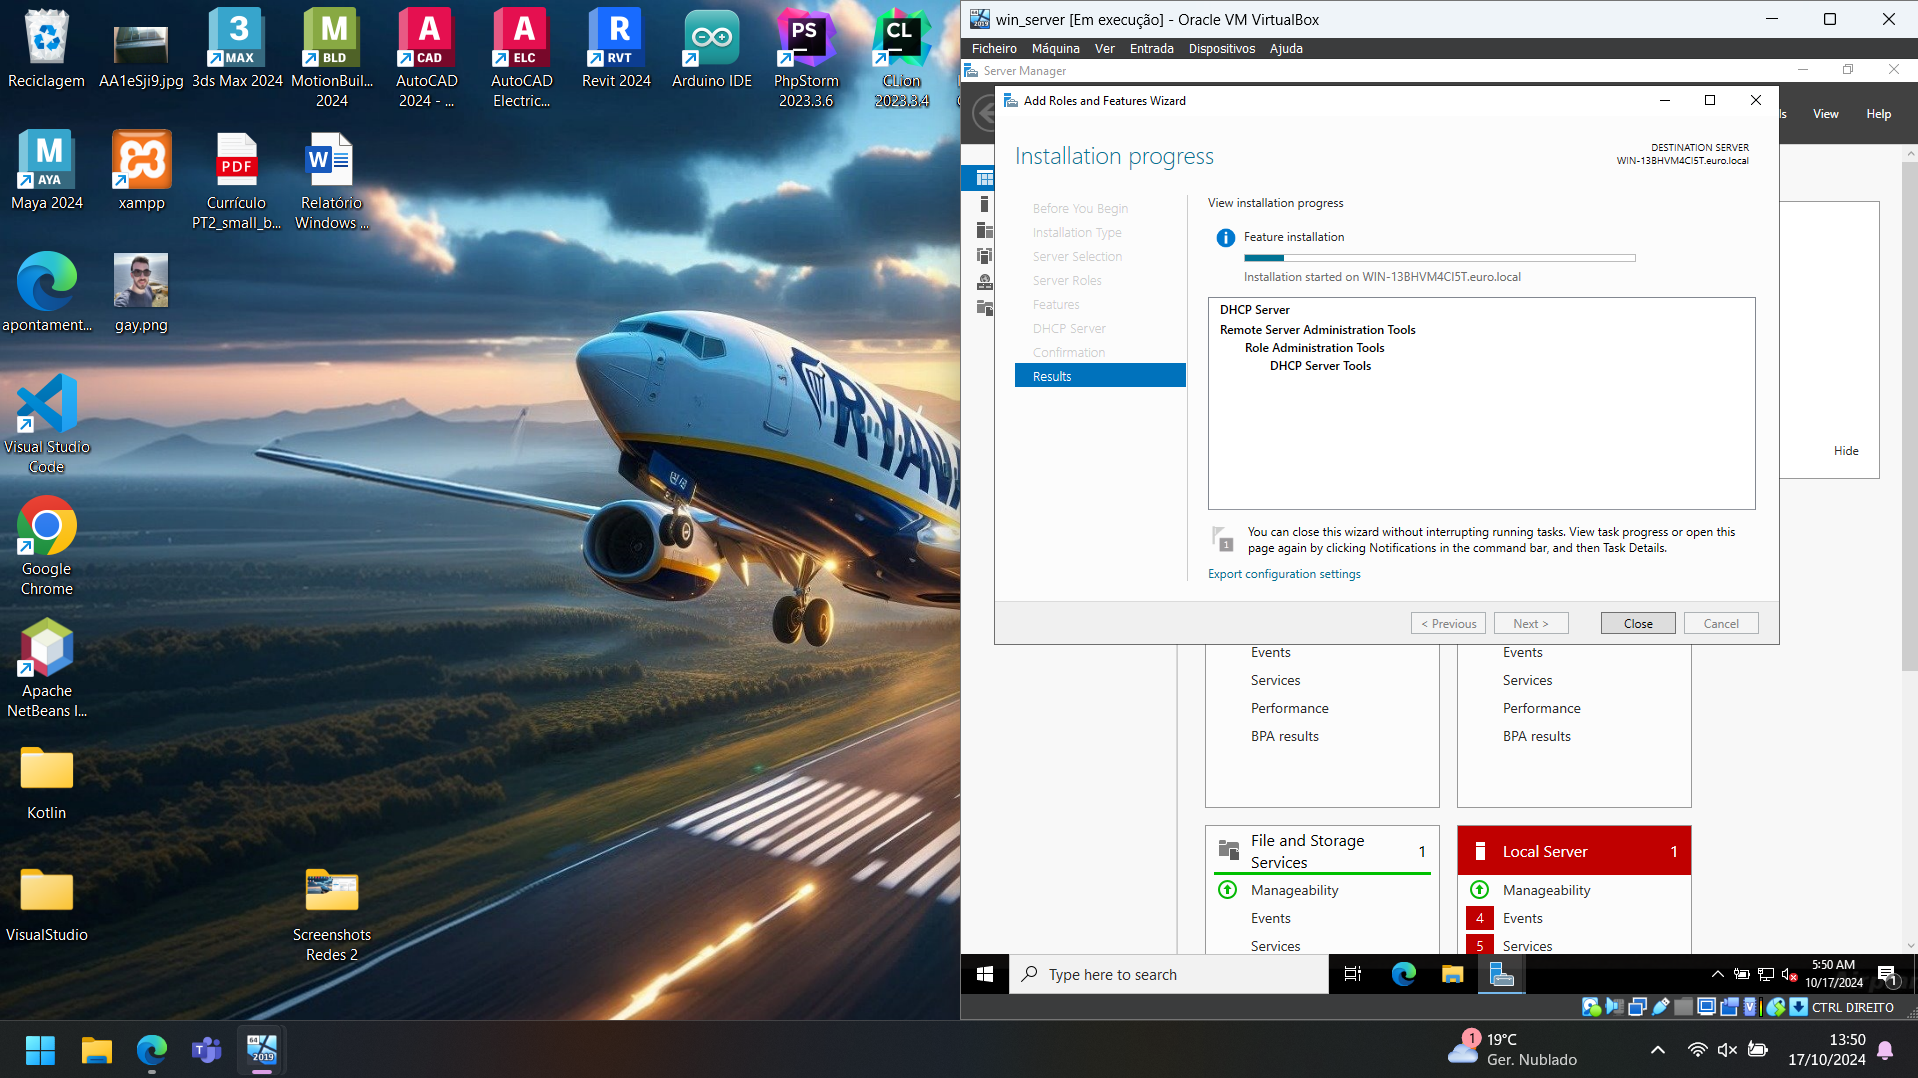 Reciclagem
AA1eSji9.jpg
3ds Max 2024
MotionBuil...
2024
AutoCAD
2024 - ...
AutoCAD
Electric...
Revit 2024
Arduino IDE
PhpStorm
2023.3.6
CLion
2023.3.4
Maya 2024
xampp
Currículo
PT2_small_b...
Relatório
Windows ...
apontament...
gay.png
Visual Studio
Code
Google
Chrome
Apache
NetBeans I...
Kotlin
VisualStudio
Screenshots
Redes 2
RYANA
win_server [Em execução] - Oracle VM VirtualBox
Ficheiro Máquina Ver Entrada Dispositivos Ajuda
Server Manager
View Help
Add Roles and Features Wizard
Installation progress
DESTINATION SERVER
WIN-13BHVM4CI5T.euro.local
Before You Begin
Installation Type
Server Selection
Server Roles
Features
DHCP Server
Confirmation
Results
View installation progress
Feature installation
Installation started on WIN-13BHVM4CI5T.euro.local
DHCP Server
Remote Server Administration Tools
Role Administration Tools
DHCP Server Tools
You can close this wizard without interrupting running tasks. View task progress or open this
page again by clicking Notifications in the command bar, and then Task Details.
Export configuration settings
< Previous
Next >
Close
Cancel
Hide
Events
Services
Performance
BPA results
Events
Services
Performance
BPA results
File and Storage
Services
1
Manageability
Events
Services
Local Server 1
Manageability
4 Events
5 Services
Type here to search
5:50 AM
10/17/2024
1
CTRL DIREITO
1
19°C
Ger. Nublado
13:50
17/10/2024